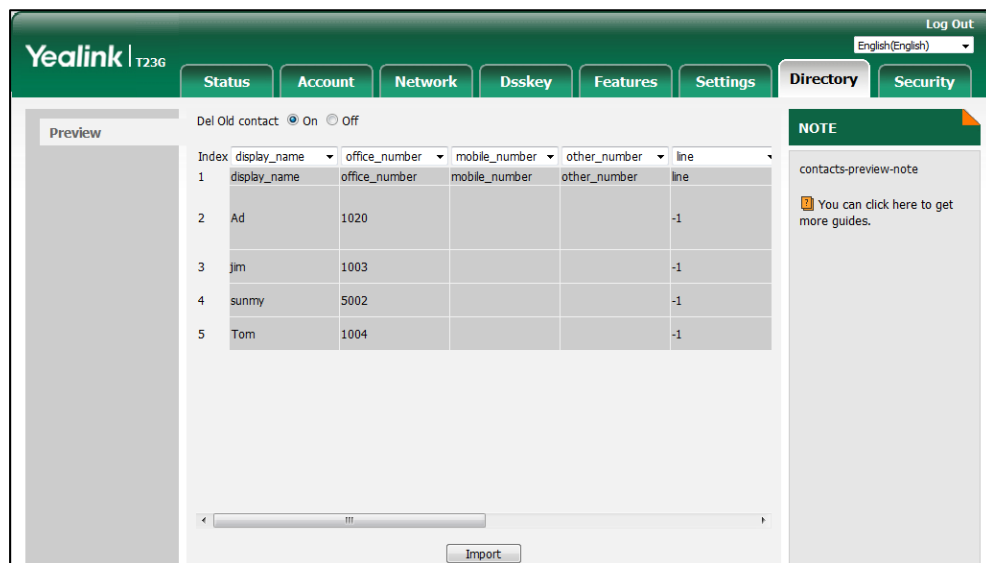 Log Out
Yealink T23G
English(English)
Status Account Network Dsskey Features Settings Directory Security
Preview
Del Old contact On Off
Index display_name office_number mobile_number other_number line
1 display_name office_number mobile_number other_number line
2 Ad 1020 -1
3 jim 1003 -1
4 sunmy 5002 -1
5 Tom 1004 -1
Import
NOTE
contacts-preview-note
You can click here to get
more guides.